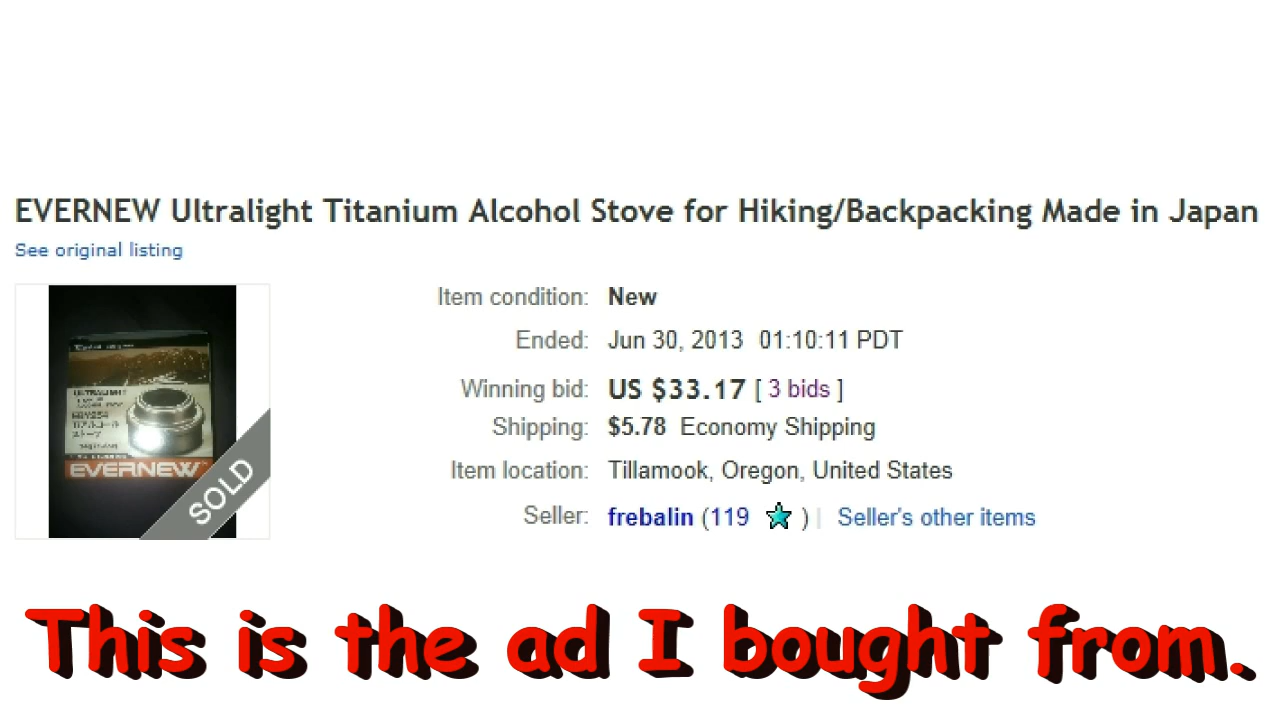 EVERNEW Ultralight Titanium Alcohol Stove for Hiking/Backpacking Made in Japan
See original listing
Item condition: New
Ended: Jun 30, 2013 01:10:11 PDT
Winning bid: US $33.17 [ 3 bids ]
Shipping: $5.78 Economy Shipping
Item location: Tillamook, Oregon, United States
Seller: frebalin (119 ) | Seller's other items
ULTRALIGHT
EVERNEW
SOLD
This is the ad I bought from.